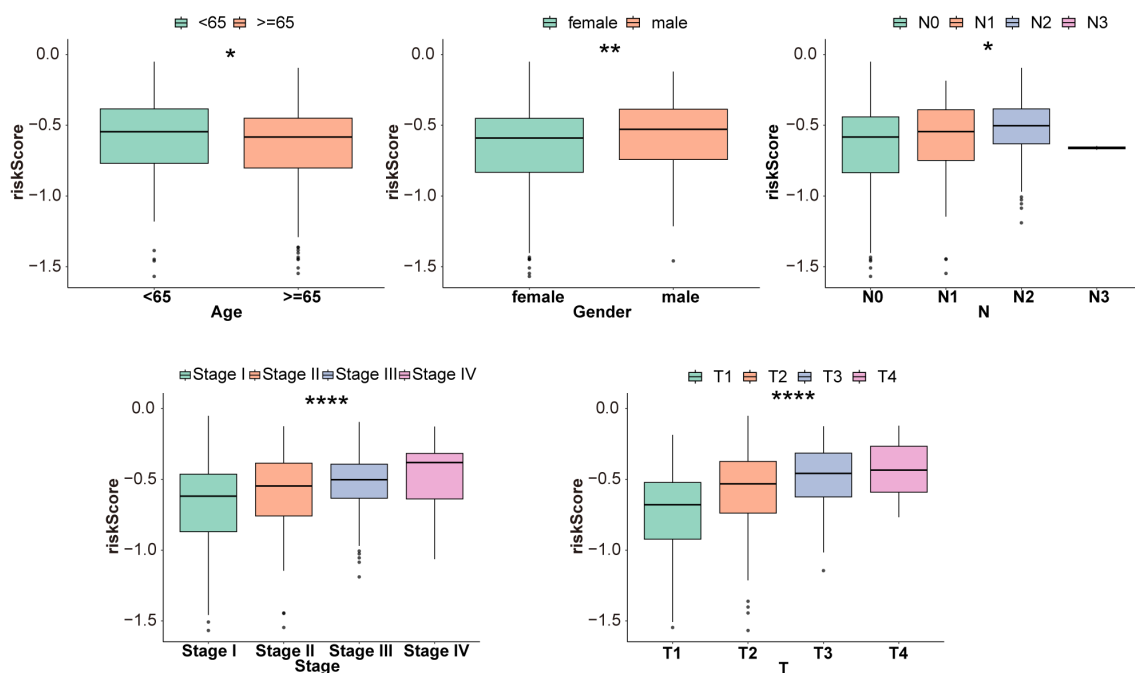 <65 >=65
*
0.0
−0.5
−1.0
−1.5
riskScore
<65 >=65
Age
female male
**
0.0
−0.5
−1.0
−1.5
riskScore
female male
Gender
N0 N1 N2 N3
*
0.0
−0.5
−1.0
−1.5
riskScore
N0 N1 N2 N3
N
Stage I Stage II Stage III Stage IV
****
0.0
−0.5
−1.0
−1.5
riskScore
Stage I Stage II Stage III Stage IV
Stage
T1 T2 T3 T4
****
0.0
−0.5
−1.0
−1.5
riskScore
T1 T2 T3 T4
T